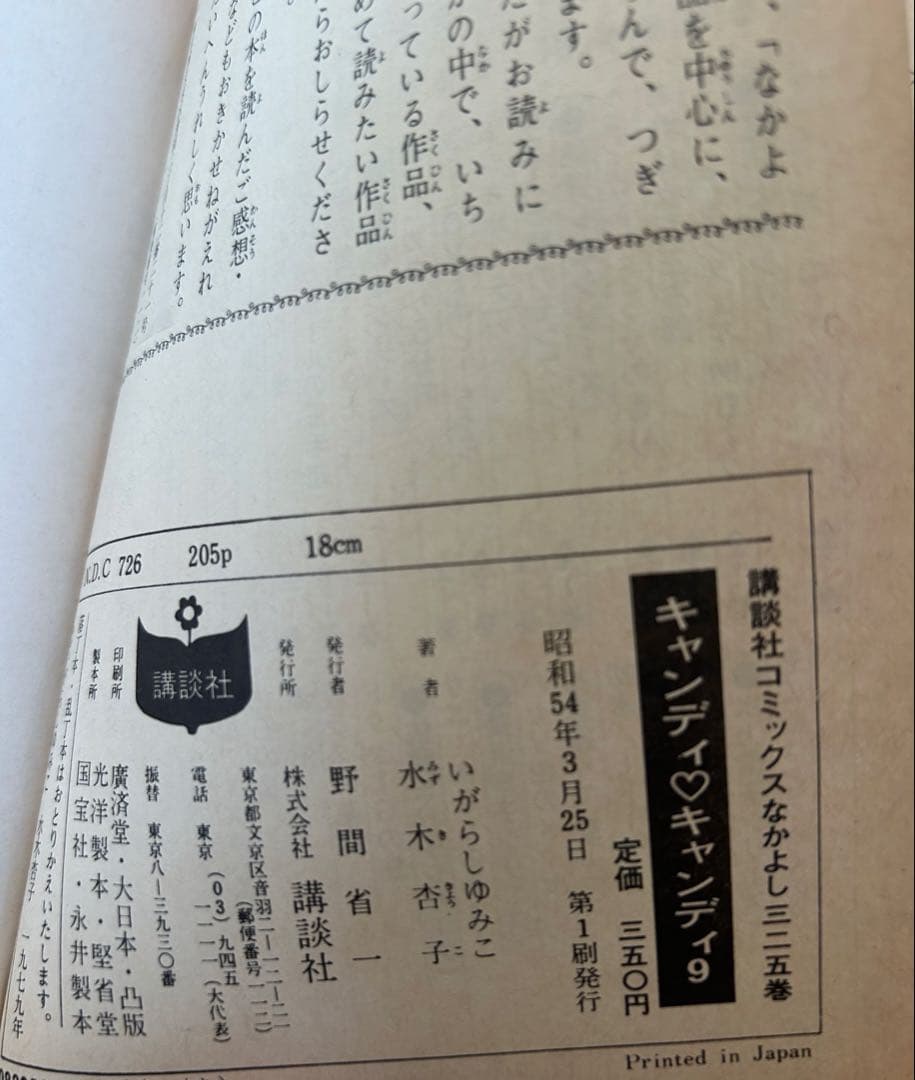 、「なかよ
を中心に、
んで、つぎ
ます。
たがお読みに
かの中で、いち
っている作品、
めて読みたい作品
らおしらせくださ
の本を読んだご感想・
などもおきかせねがえれ
いへんうれしく思います。
N.D.C 726 205p 18cm
講談社コミックスなかよし三二五巻
キャンディ♡キャンディ9
定価 三五〇円
昭和54年3月25日 第1刷発行
著者 いがらしゆみこ
水木杏子
発行者 野間省一
発行所 株式会社 講談社
東京都文京区音羽二―一二―二一
(郵便番号一一二)
電話 東京(03)九四五―一一一一(大代表)
振替 東京八―三九三〇番
講談社
印刷所 廣済堂・大日本・凸版
製本所 光洋製本・堅省堂
国宝社・永井製本
本はおとりかえいたします。
一九七九年
Printed in Japan